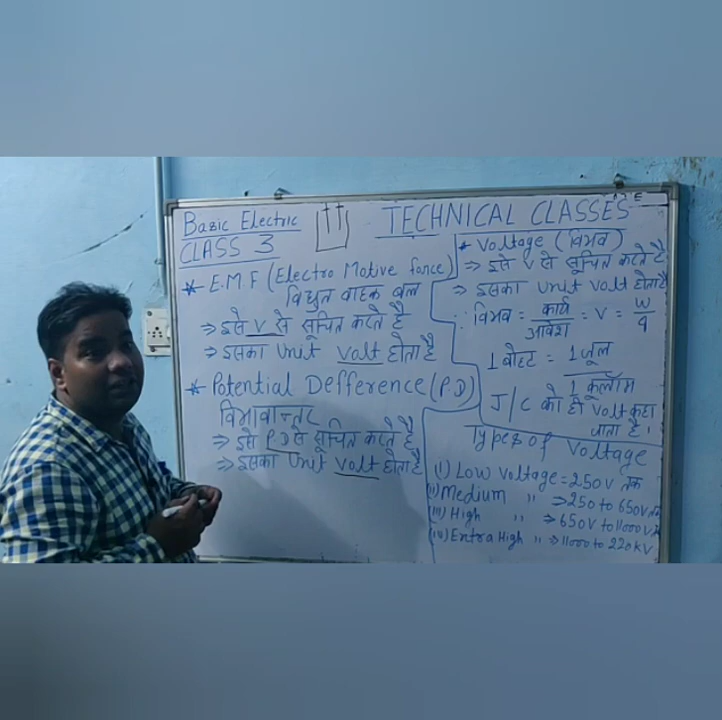 Bazic Electric
CLASS 3
TECHNICAL CLASSES
* E.M.F (Electro Motive force)
विधुत वाहक बल
⇒ इसे V से सूचित करते है
⇒ इसका Unit volt होता है
* Potential Defference (P.D)
विभावान्तर
⇒ इसे P.D से सूचित करते है
⇒ इसका Unit volt होता है
* Voltage (विभव)
⇒ इसे V से सूचित करते है
⇒ इसका Unit volt होता है
∵ विभव = कार्य / आवेश = V = W / q
1 वोल्ट = 1 जूल / 1 कूलॉम
J/C को ही volt कहा
जाता है।
Types of Voltage
(i) Low Voltage = 250V तक
(ii) Medium " ⇒ 250 to 650V तक
(iii) High " ⇒ 650V to 11000V
(iv) Extra High " ⇒ 11000 to 220KV